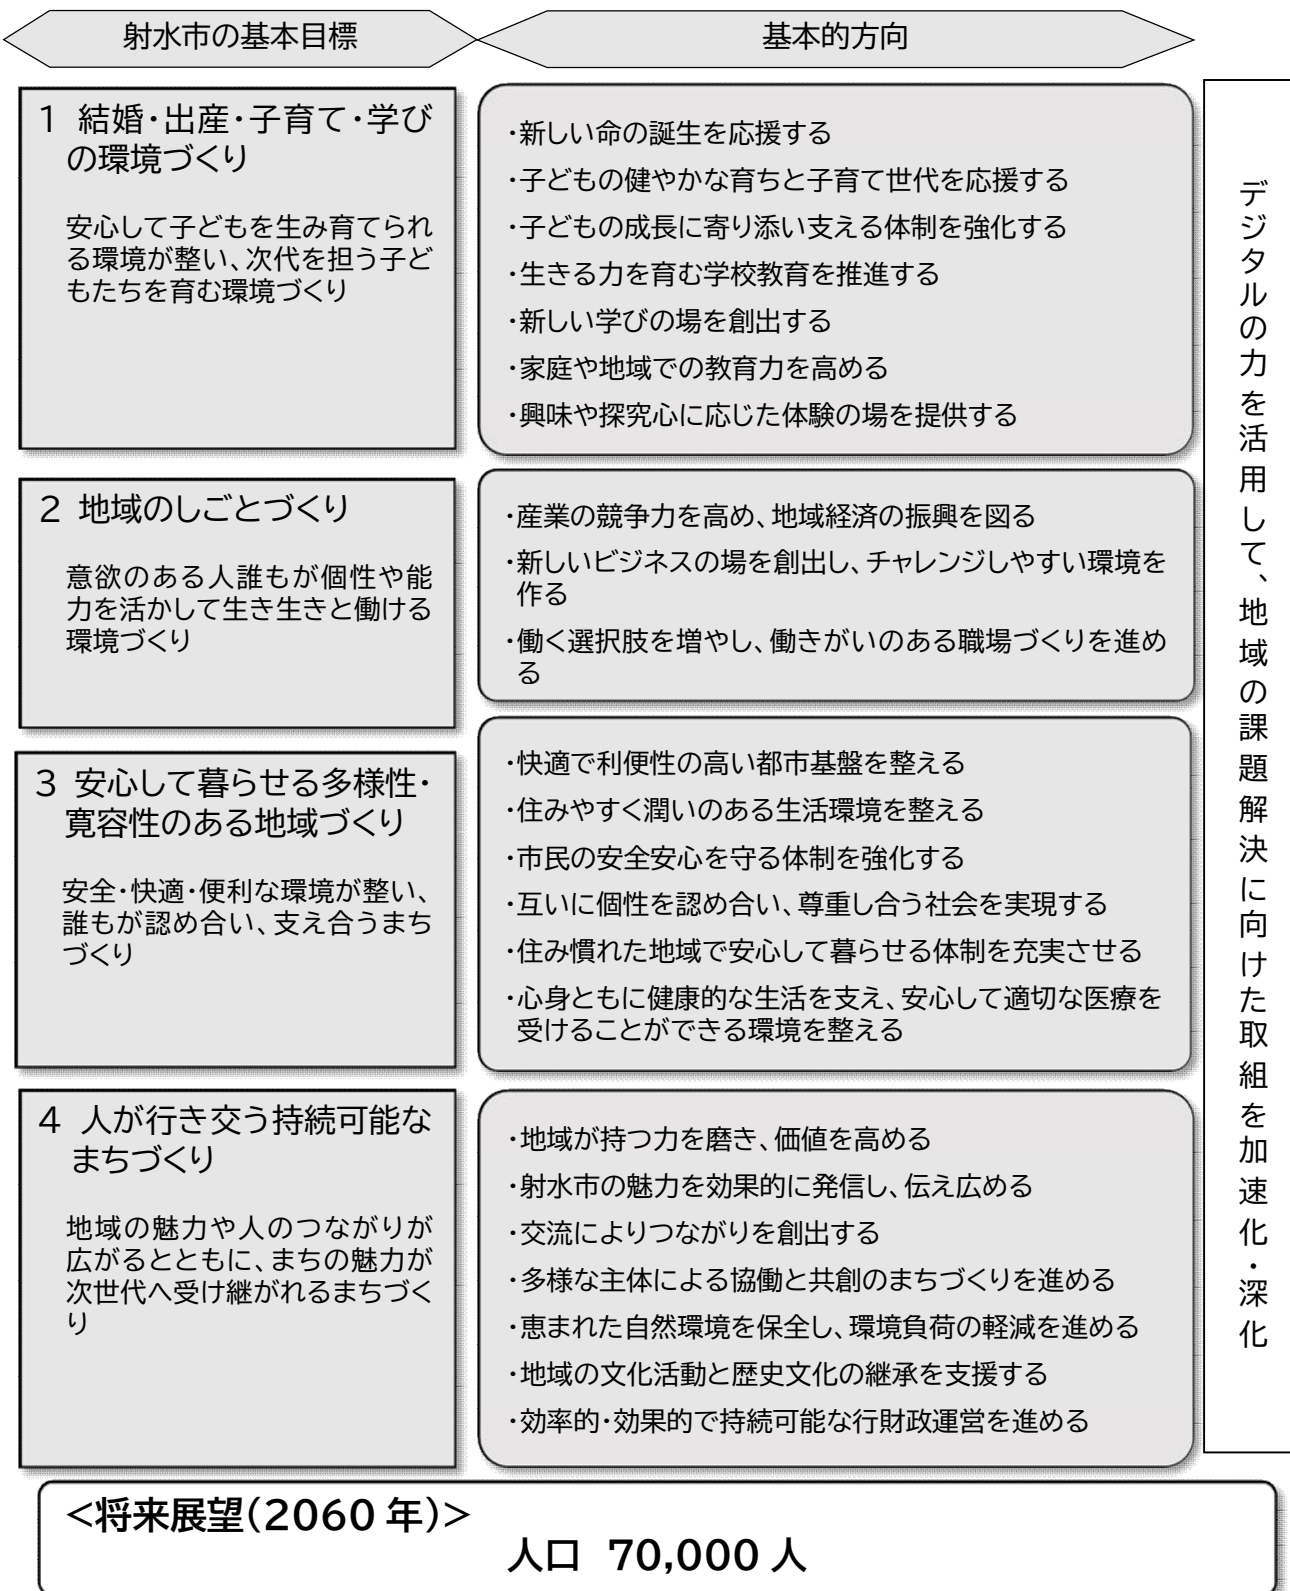 射水市の基本目標
基本的方向
1 結婚・出産・子育て・学び
の環境づくり
安心して子どもを生み育てられ
る環境が整い、次代を担う子ど
もたちを育む環境づくり
・新しい命の誕生を応援する
・子どもの健やかな育ちと子育て世代を応援する
・子どもの成長に寄り添い支える体制を強化する
・生きる力を育む学校教育を推進する
・新しい学びの場を創出する
・家庭や地域での教育力を高める
・興味や探究心に応じた体験の場を提供する
2 地域のしごとづくり
意欲のある人誰もが個性や能
力を活かして生き生きと働ける
環境づくり
・産業の競争力を高め、地域経済の振興を図る
・新しいビジネスの場を創出し、チャレンジしやすい環境を
作る
・働く選択肢を増やし、働きがいのある職場づくりを進め
る
3 安心して暮らせる多様性・
寛容性のある地域づくり
安全・快適・便利な環境が整い、
誰もが認め合い、支え合うまち
づくり
・快適で利便性の高い都市基盤を整える
・住みやすく潤いのある生活環境を整える
・市民の安全安心を守る体制を強化する
・互いに個性を認め合い、尊重し合う社会を実現する
・住み慣れた地域で安心して暮らせる体制を充実させる
・心身ともに健康的な生活を支え、安心して適切な医療を
受けることができる環境を整える
4 人が行き交う持続可能な
まちづくり
地域の魅力や人のつながりが
広がるとともに、まちの魅力が
次世代へ受け継がれるまちづく
り
・地域が持つ力を磨き、価値を高める
・射水市の魅力を効果的に発信し、伝え広める
・交流によりつながりを創出する
・多様な主体による協働と共創のまちづくりを進める
・恵まれた自然環境を保全し、環境負荷の軽減を進める
・地域の文化活動と歴史文化の継承を支援する
・効率的・効果的で持続可能な行財政運営を進める
デジタルの力を活用して、地域の課題解決に向けた取組を加速化・深化
<将来展望(2060年)>
人口 70,000人